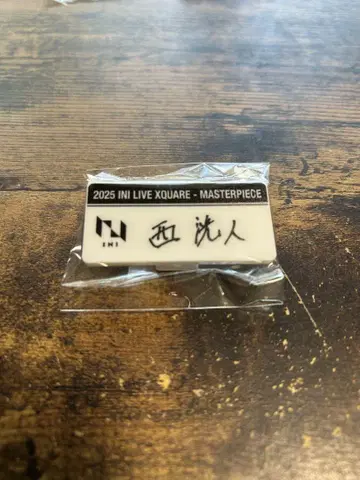 2025 INI LIVE XQUARE - MASTERPIECE
INI
西 洸人